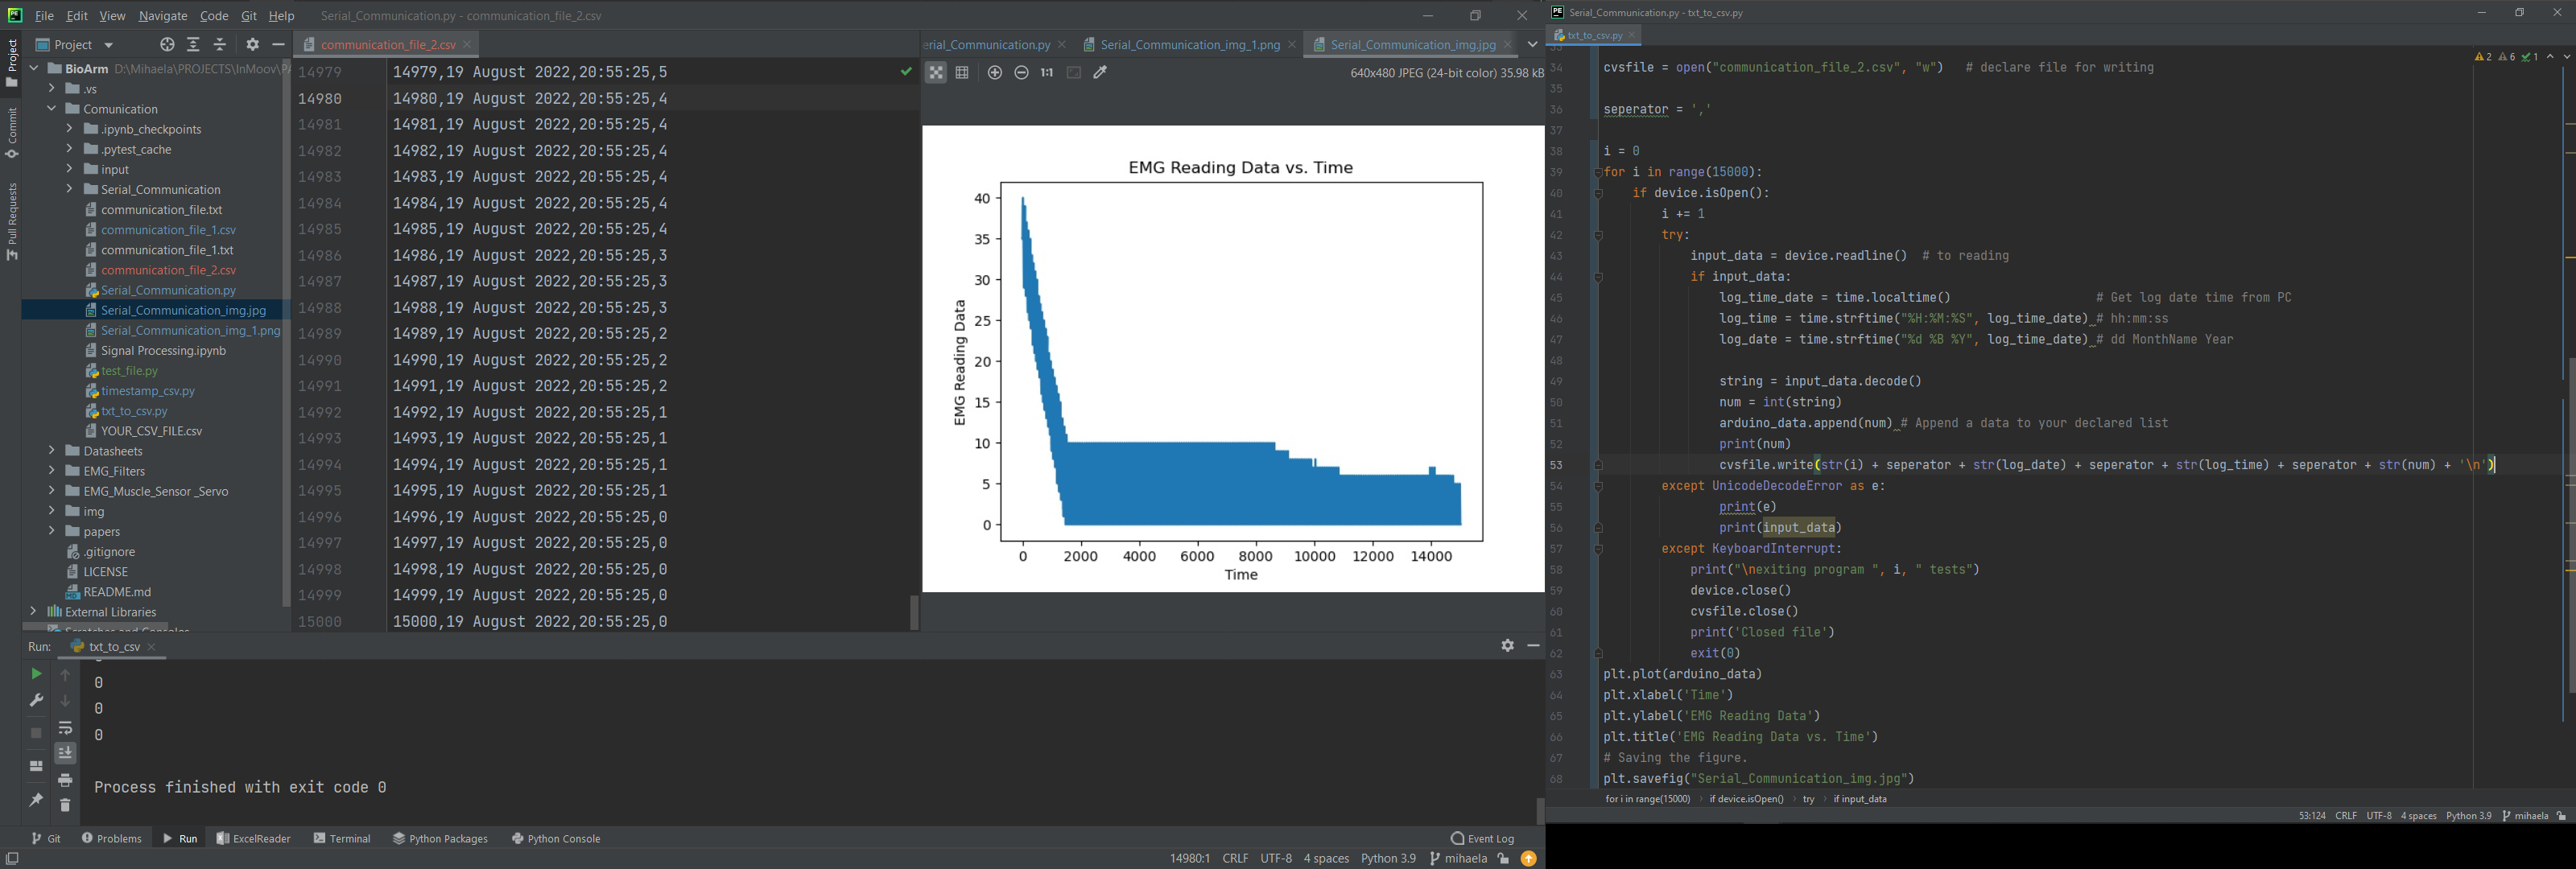 File Edit View Navigate Code Git Help Serial_Communication.py - communication_file_2.csv
Project
communication_file_2.csv
erial_Communication.py
Serial_Communication_img_1.png
Serial_Communication_img.jpg
Project
Commit
Pull Requests
BioArm D:\Mihaela\PROJECTS\InMoov\P
.vs
Comunication
.ipynb_checkpoints
.pytest_cache
input
Serial_Communication
communication_file.txt
communication_file_1.csv
communication_file_1.txt
communication_file_2.csv
Serial_Communication.py
Serial_Communication_img.jpg
Serial_Communication_img_1.png
Signal Processing.ipynb
test_file.py
timestamp_csv.py
txt_to_csv.py
YOUR_CSV_FILE.csv
Datasheets
EMG_Filters
EMG_Muscle_Sensor _Servo
img
papers
.gitignore
LICENSE
README.md
External Libraries
Scratches and Consoles
14979 14979,19 August 2022,20:55:25,5
14980 14980,19 August 2022,20:55:25,4
14981 14981,19 August 2022,20:55:25,4
14982 14982,19 August 2022,20:55:25,4
14983 14983,19 August 2022,20:55:25,4
14984 14984,19 August 2022,20:55:25,4
14985 14985,19 August 2022,20:55:25,4
14986 14986,19 August 2022,20:55:25,3
14987 14987,19 August 2022,20:55:25,3
14988 14988,19 August 2022,20:55:25,3
14989 14989,19 August 2022,20:55:25,2
14990 14990,19 August 2022,20:55:25,2
14991 14991,19 August 2022,20:55:25,2
14992 14992,19 August 2022,20:55:25,1
14993 14993,19 August 2022,20:55:25,1
14994 14994,19 August 2022,20:55:25,1
14995 14995,19 August 2022,20:55:25,1
14996 14996,19 August 2022,20:55:25,0
14997 14997,19 August 2022,20:55:25,0
14998 14998,19 August 2022,20:55:25,0
14999 14999,19 August 2022,20:55:25,0
15000 15000,19 August 2022,20:55:25,0
1:1 640x480 JPEG (24-bit color) 35.98 kB
EMG Reading Data vs. Time
EMG Reading Data
40
35
30
25
20
15
10
5
0
0 2000 4000 6000 8000 10000 12000 14000
Time
Run: txt_to_csv
0
0
0
Process finished with exit code 0
Git Problems Run ExcelReader Terminal Python Packages Python Console Event Log
14980:1 CRLF UTF-8 4 spaces Python 3.9 mihaela
Serial_Communication.py - txt_to_csv.py
txt_to_csv.py
2 6 1
33
34 cvsfile = open("communication_file_2.csv", "w") # declare file for writing
35
36 seperator = ','
37
38 i = 0
39 for i in range(15000):
40 if device.isOpen():
41 i += 1
42 try:
43 input_data = device.readline() # to reading
44 if input_data:
45 log_time_date = time.localtime() # Get log date time from PC
46 log_time = time.strftime("%H:%M:%S", log_time_date) # hh:mm:ss
47 log_date = time.strftime("%d %B %Y", log_time_date) # dd MonthName Year
48
49 string = input_data.decode()
50 num = int(string)
51 arduino_data.append(num) # Append a data to your declared list
52 print(num)
53 cvsfile.write(str(i) + seperator + str(log_date) + seperator + str(log_time) + seperator + str(num) + '\n')
54 except UnicodeDecodeError as e:
55 print(e)
56 print(input_data)
57 except KeyboardInterrupt:
58 print("\nexiting program ", i, " tests")
59 device.close()
60 cvsfile.close()
61 print('Closed file')
62 exit(0)
63 plt.plot(arduino_data)
64 plt.xlabel('Time')
65 plt.ylabel('EMG Reading Data')
66 plt.title('EMG Reading Data vs. Time')
67 # Saving the figure.
68 plt.savefig("Serial_Communication_img.jpg")
for i in range(15000) if device.isOpen() try if input_data
53:124 CRLF UTF-8 4 spaces Python 3.9 mihaela